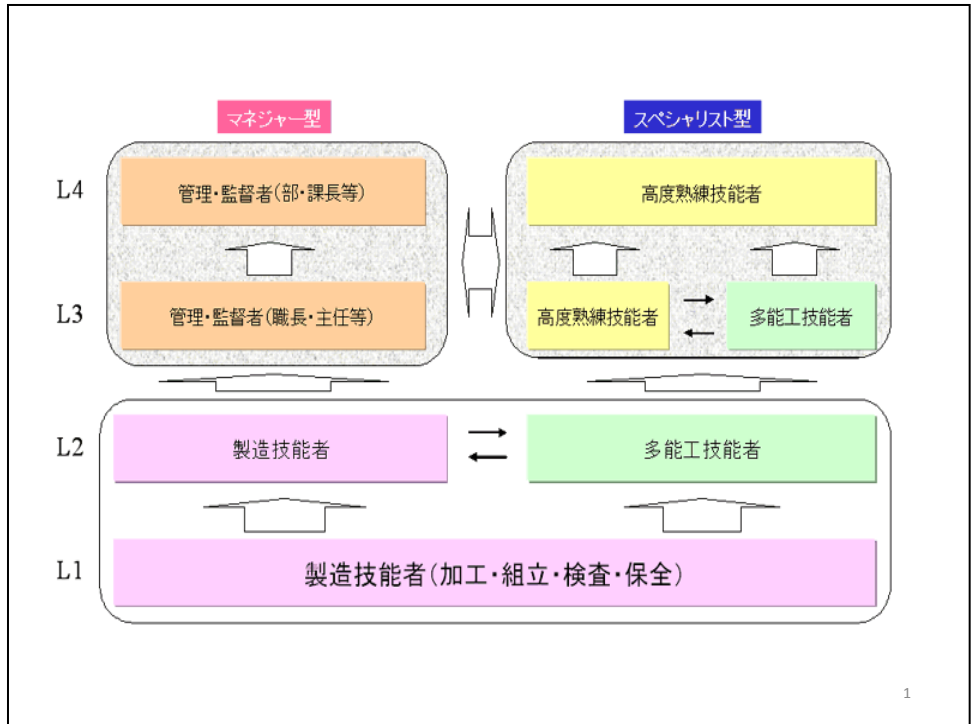 マネジャー型
スペシャリスト型
L4
管理・監督者(部・課長等)
高度熟練技能者
L3
管理・監督者(職長・主任等)
高度熟練技能者
多能工技能者
L2
製造技能者
多能工技能者
L1
製造技能者(加工・組立・検査・保全)
1